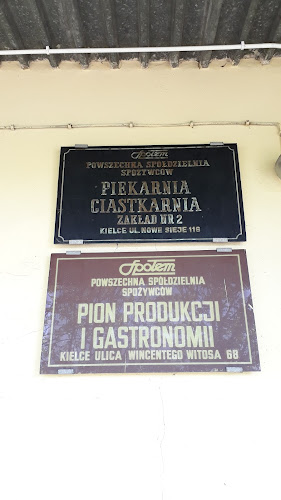 Społem
POWSZECHNA SPÓŁDZIELNIA
SPOŻYWCÓW
PIEKARNIA
CIASTKARNIA
ZAKŁAD NR 2
KIELCE UL. NOWE SIEJE 11B
Społem
POWSZECHNA SPÓŁDZIELNIA
SPOŻYWCÓW
PION PRODUKCJI
I GASTRONOMII
KIELCE ULICA WINCENTEGO WITOSA 68